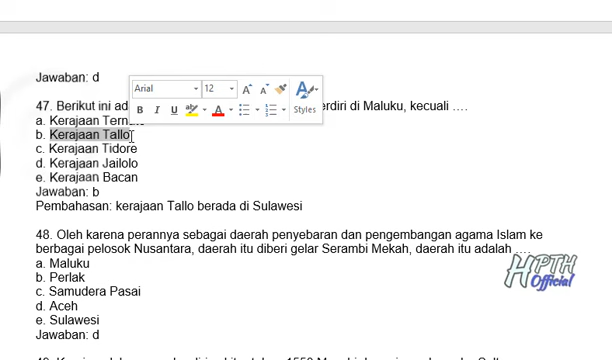 Jawaban: d
Arial 12 A A A
B I U aby A Styles
47. Berikut ini ad erdiri di Maluku, kecuali ….
a. Kerajaan Ternate
b. Kerajaan Tallo
c. Kerajaan Tidore
d. Kerajaan Jailolo
e. Kerajaan Bacan
Jawaban: b
Pembahasan: kerajaan Tallo berada di Sulawesi
48. Oleh karena perannya sebagai daerah penyebaran dan pengembangan agama Islam ke
berbagai pelosok Nusantara, daerah itu diberi gelar Serambi Mekah, daerah itu adalah ….
a. Maluku
b. Perlak
c. Samudera Pasai
d. Aceh
e. Sulawesi
Jawaban: d
HPTH
Official